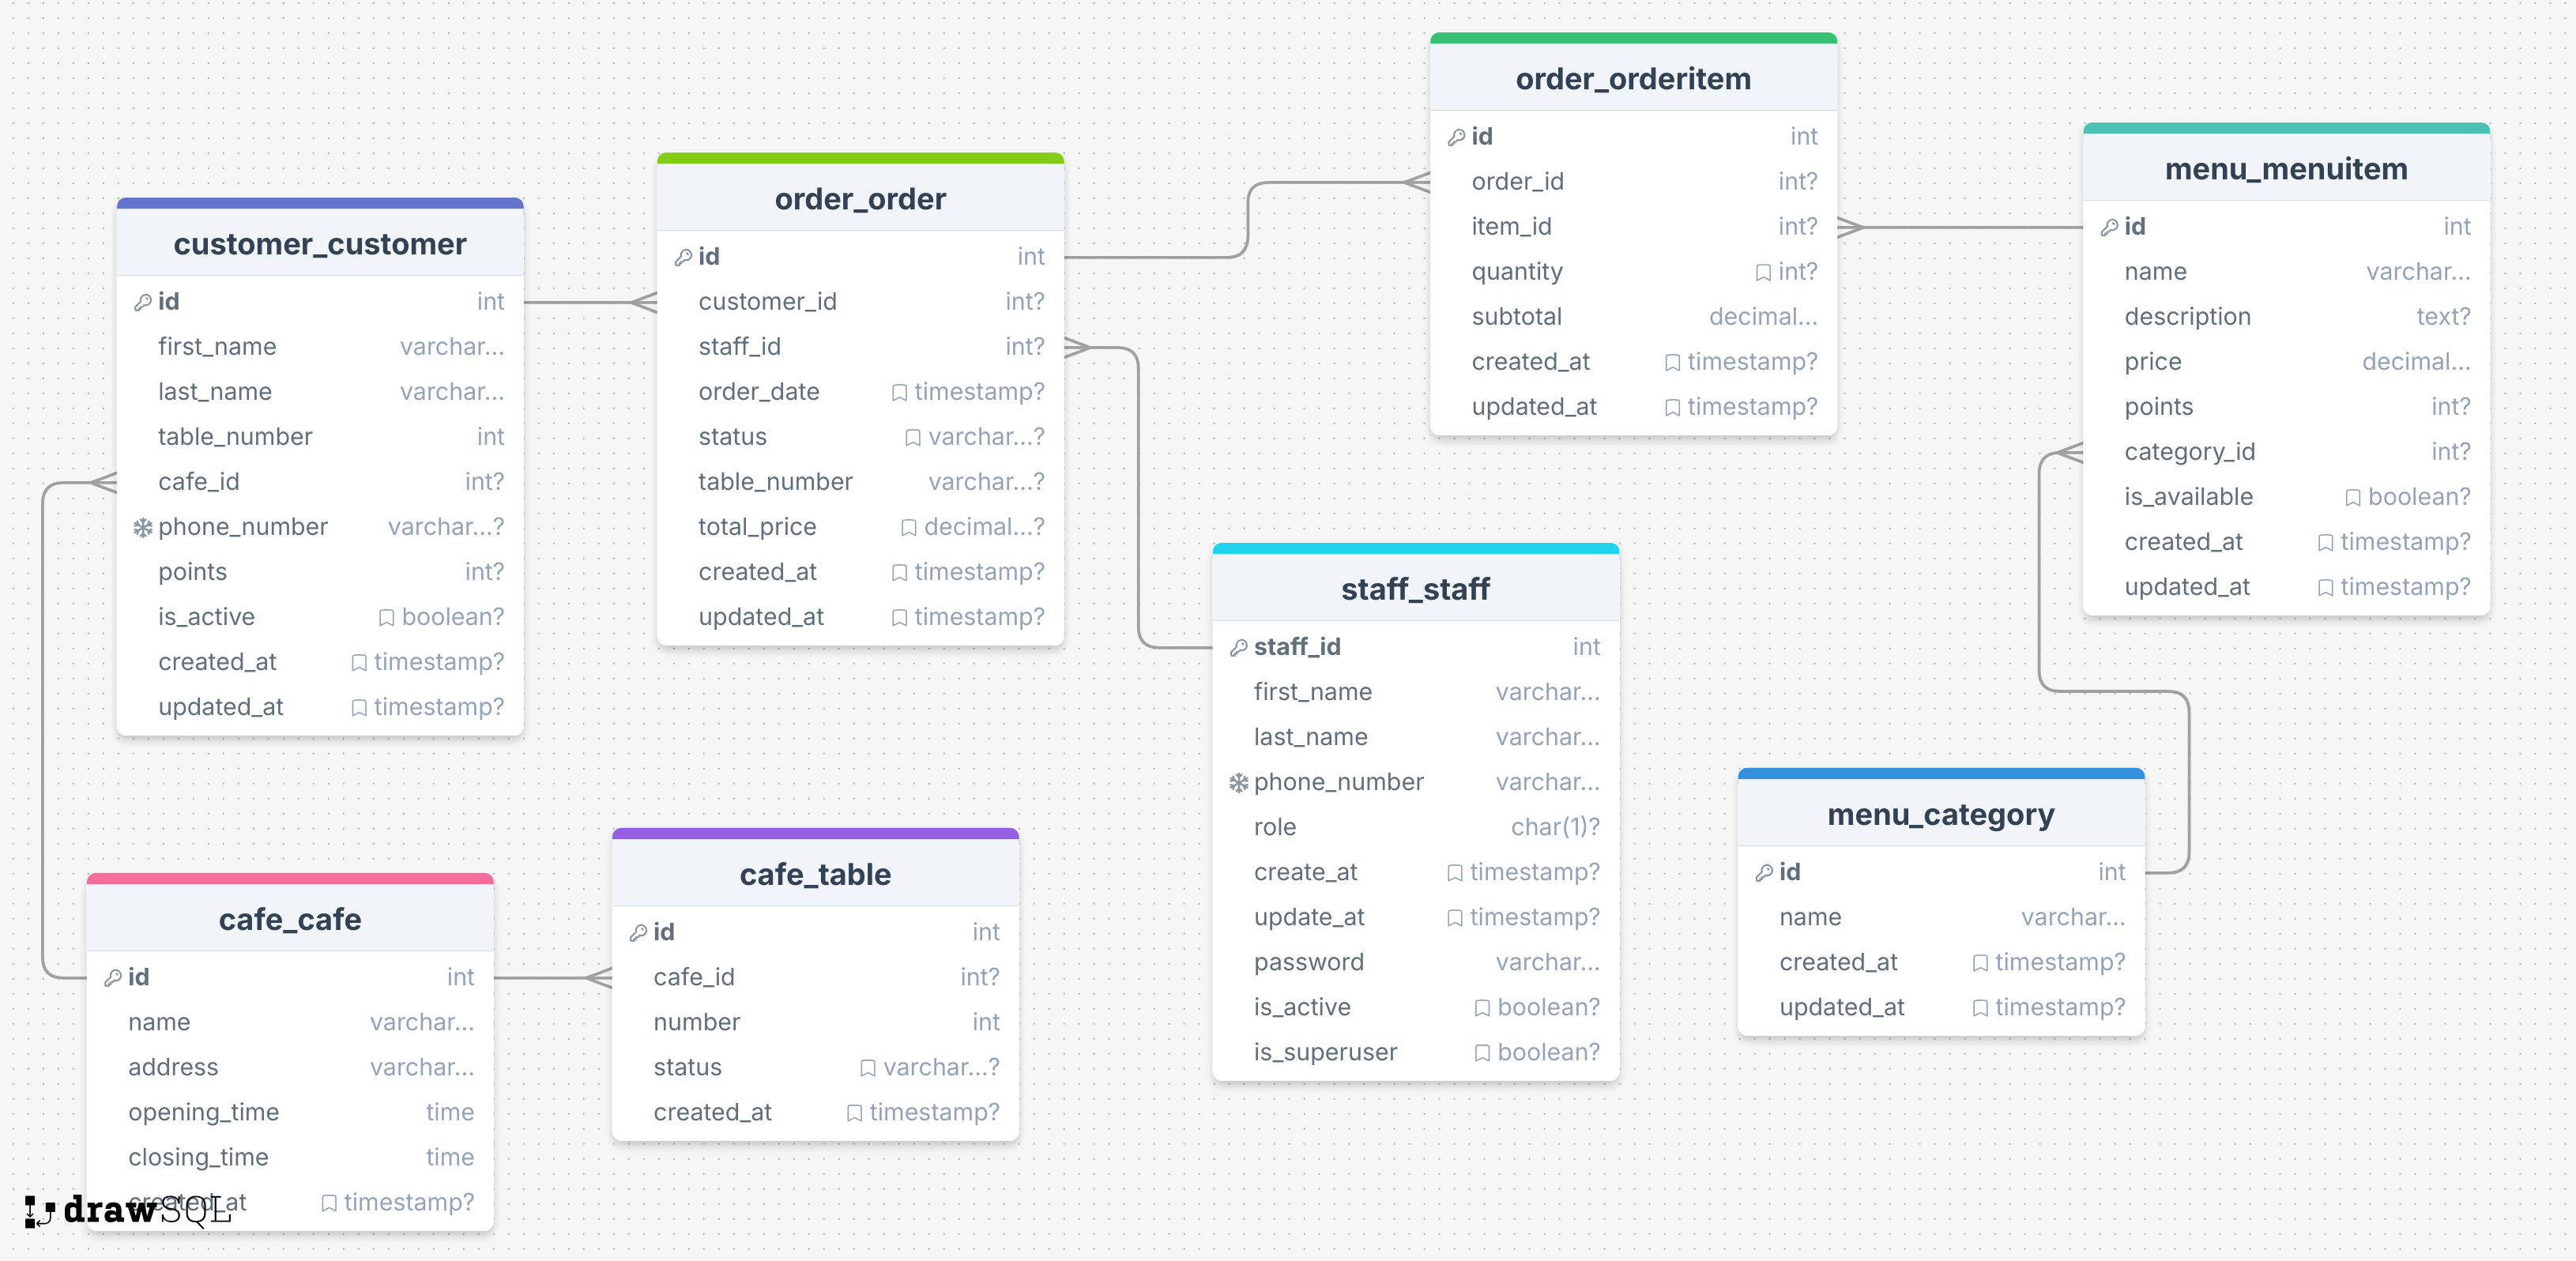 customer_customer
id int
first_name varchar...
last_name varchar...
table_number int
cafe_id int?
phone_number varchar...?
points int?
is_active boolean?
created_at timestamp?
updated_at timestamp?
order_order
id int
customer_id int?
staff_id int?
order_date timestamp?
status varchar...?
table_number varchar...?
total_price decimal...?
created_at timestamp?
updated_at timestamp?
order_orderitem
id int
order_id int?
item_id int?
quantity int?
subtotal decimal...
created_at timestamp?
updated_at timestamp?
menu_menuitem
id int
name varchar...
description text?
price decimal...
points int?
category_id int?
is_available boolean?
created_at timestamp?
updated_at timestamp?
staff_staff
staff_id int
first_name varchar...
last_name varchar...
phone_number varchar...
role char(1)?
create_at timestamp?
update_at timestamp?
password varchar...
is_active boolean?
is_superuser boolean?
menu_category
id int
name varchar...
created_at timestamp?
updated_at timestamp?
cafe_cafe
id int
name varchar...
address varchar...
opening_time time
closing_time time
created_at timestamp?
cafe_table
id int
cafe_id int?
number int
status varchar...?
created_at timestamp?
drawSQL